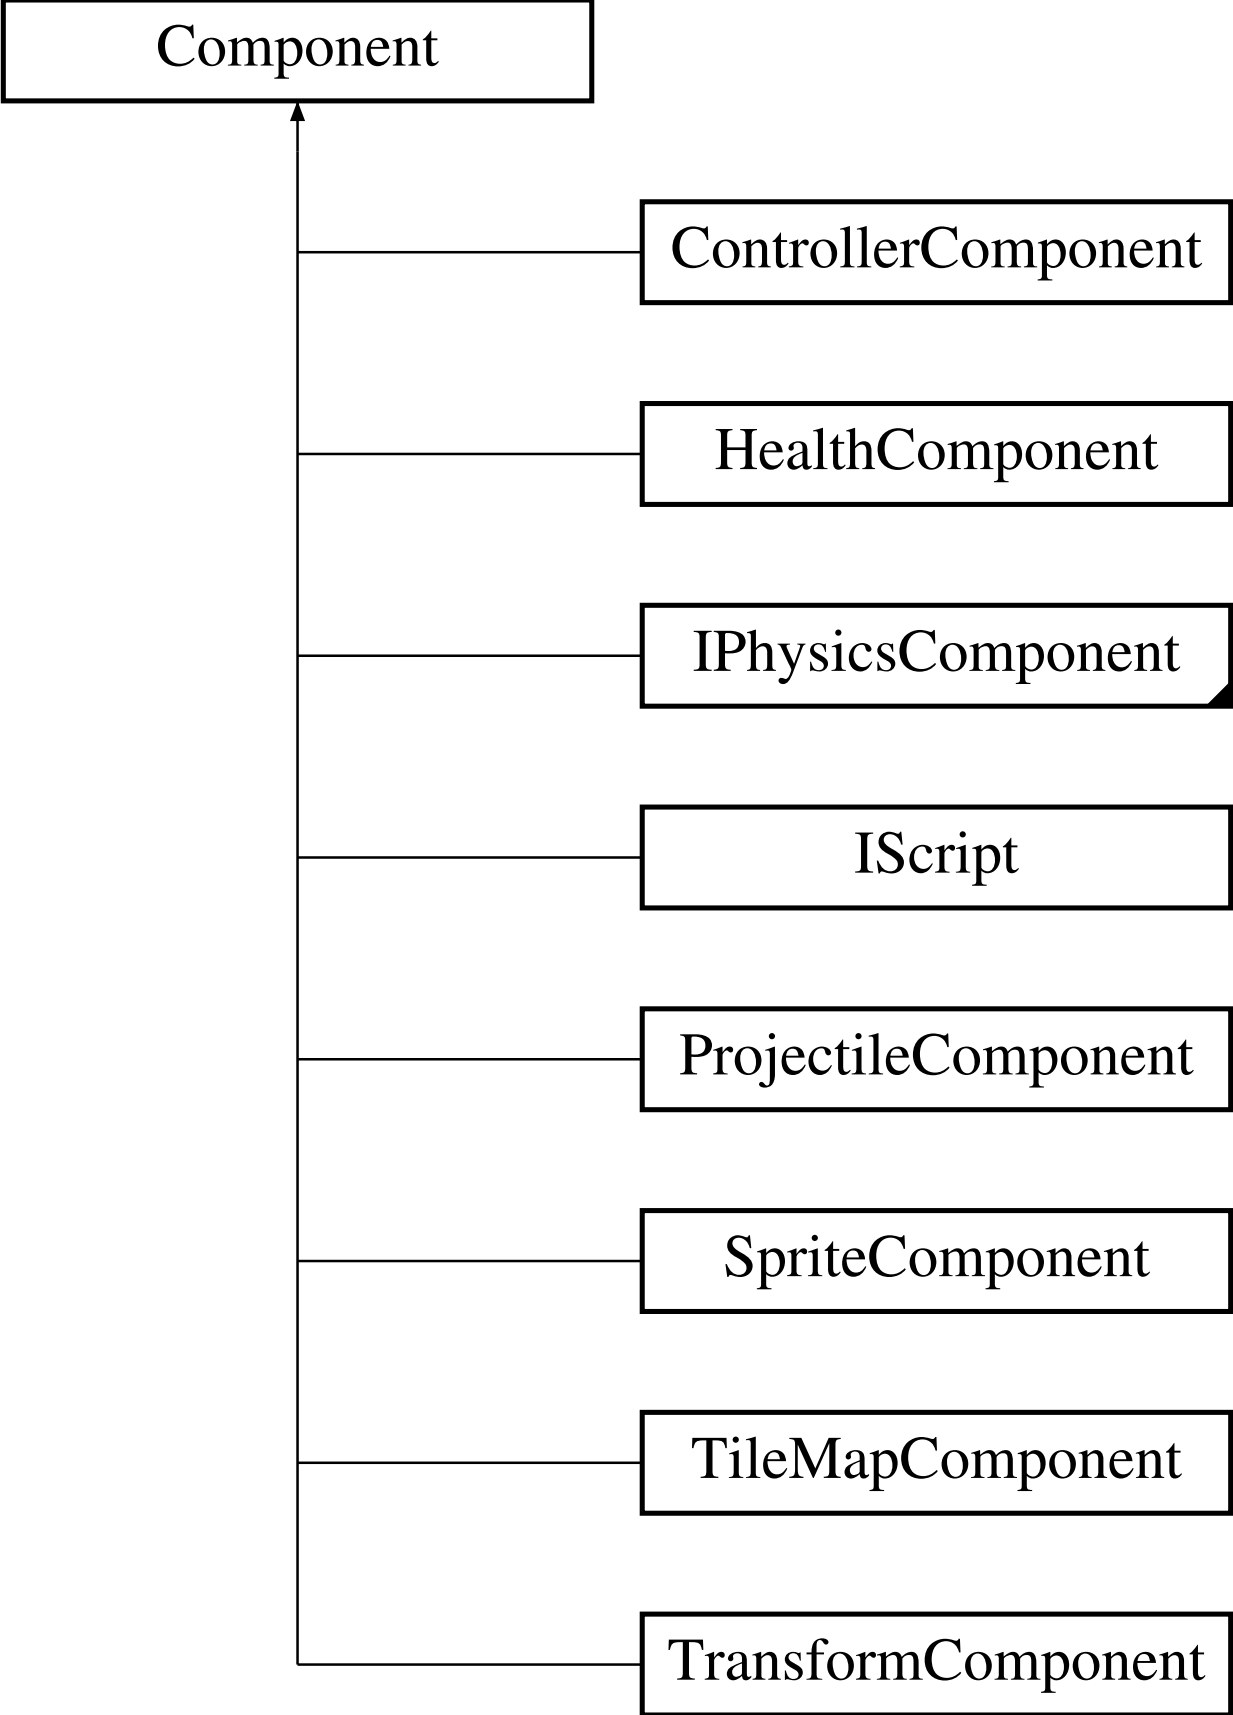 Component
ControllerComponent
HealthComponent
IPhysicsComponent
IScript
ProjectileComponent
SpriteComponent
TileMapComponent
TransformComponent